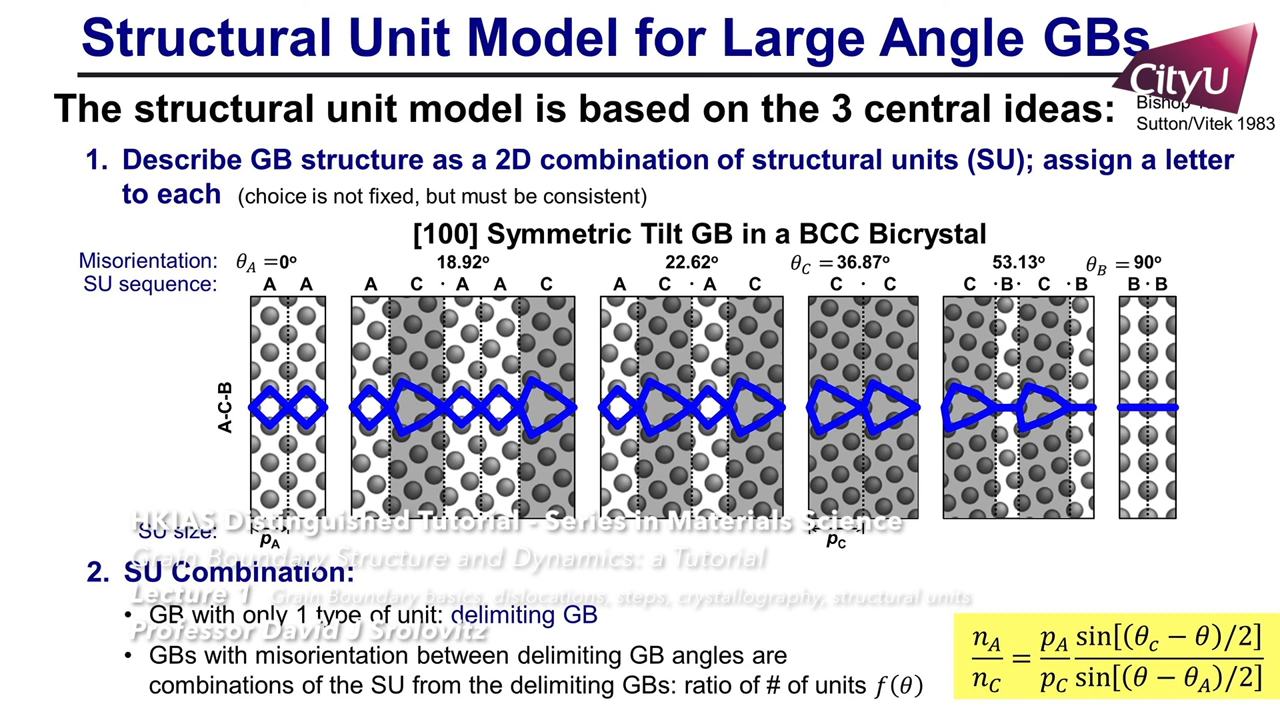 Structural Unit Model for Large Angle GBs
CityU
The structural unit model is based on the 3 central ideas:
Bishop
Sutton/Vitek 1983
1. Describe GB structure as a 2D combination of structural units (SU); assign a letter
to each (choice is not fixed, but must be consistent)
[100] Symmetric Tilt GB in a BCC Bicrystal
Misorientation: θ_A =0º 18.92º 22.62º θ_C = 36.87º 53.13º θ_B = 90º
SU sequence: A A A C · A A C A C · A C C · C C ·B· C ·B B · B
A-C-B
HKIAS Distinguished Tutorial - Series in Materials Science
SU size: p_A p_C
Grain Boundary Structure and Dynamics: a Tutorial
2. SU Combination:
Lecture 1 Grain Boundary basics, dislocations, steps, crystallography, structural units
• GB with only 1 type of unit: delimiting GB
Professor David J Srolovitz
• GBs with misorientation between delimiting GB angles are
combinations of the SU from the delimiting GBs: ratio of # of units f(θ)
n_A/n_C = p_A sin[(θ_c − θ)/2] / p_C sin[(θ − θ_A)/2]